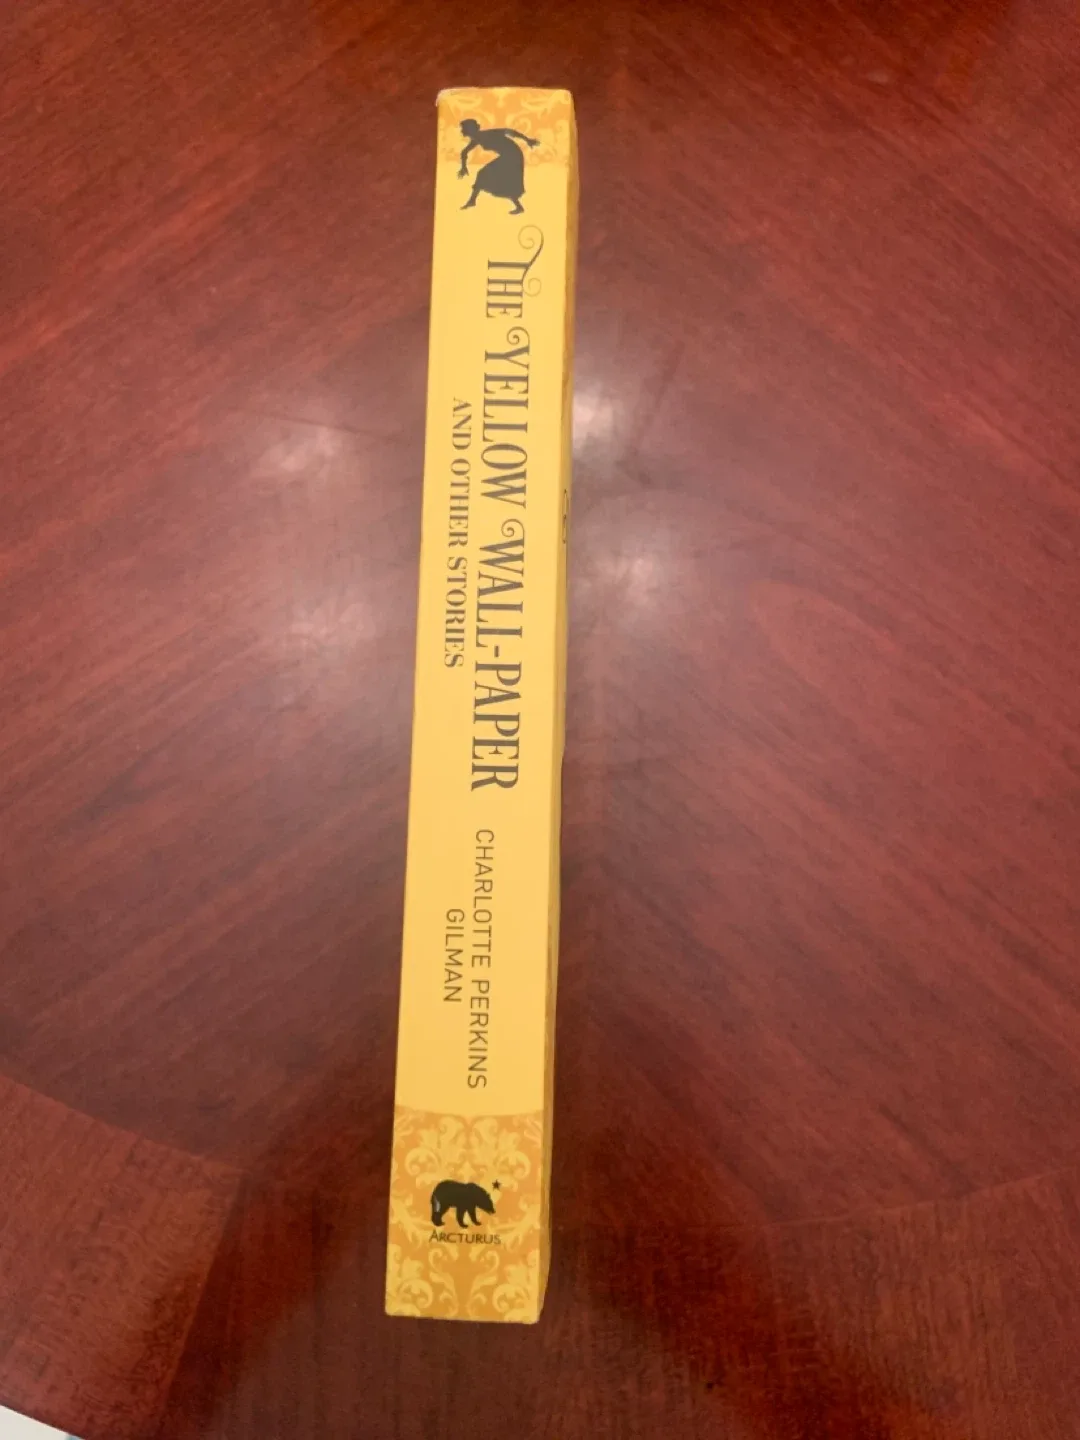 THE YELLOW WALL-PAPER
AND OTHER STORIES
CHARLOTTE PERKINS
GILMAN
ARCTURUS